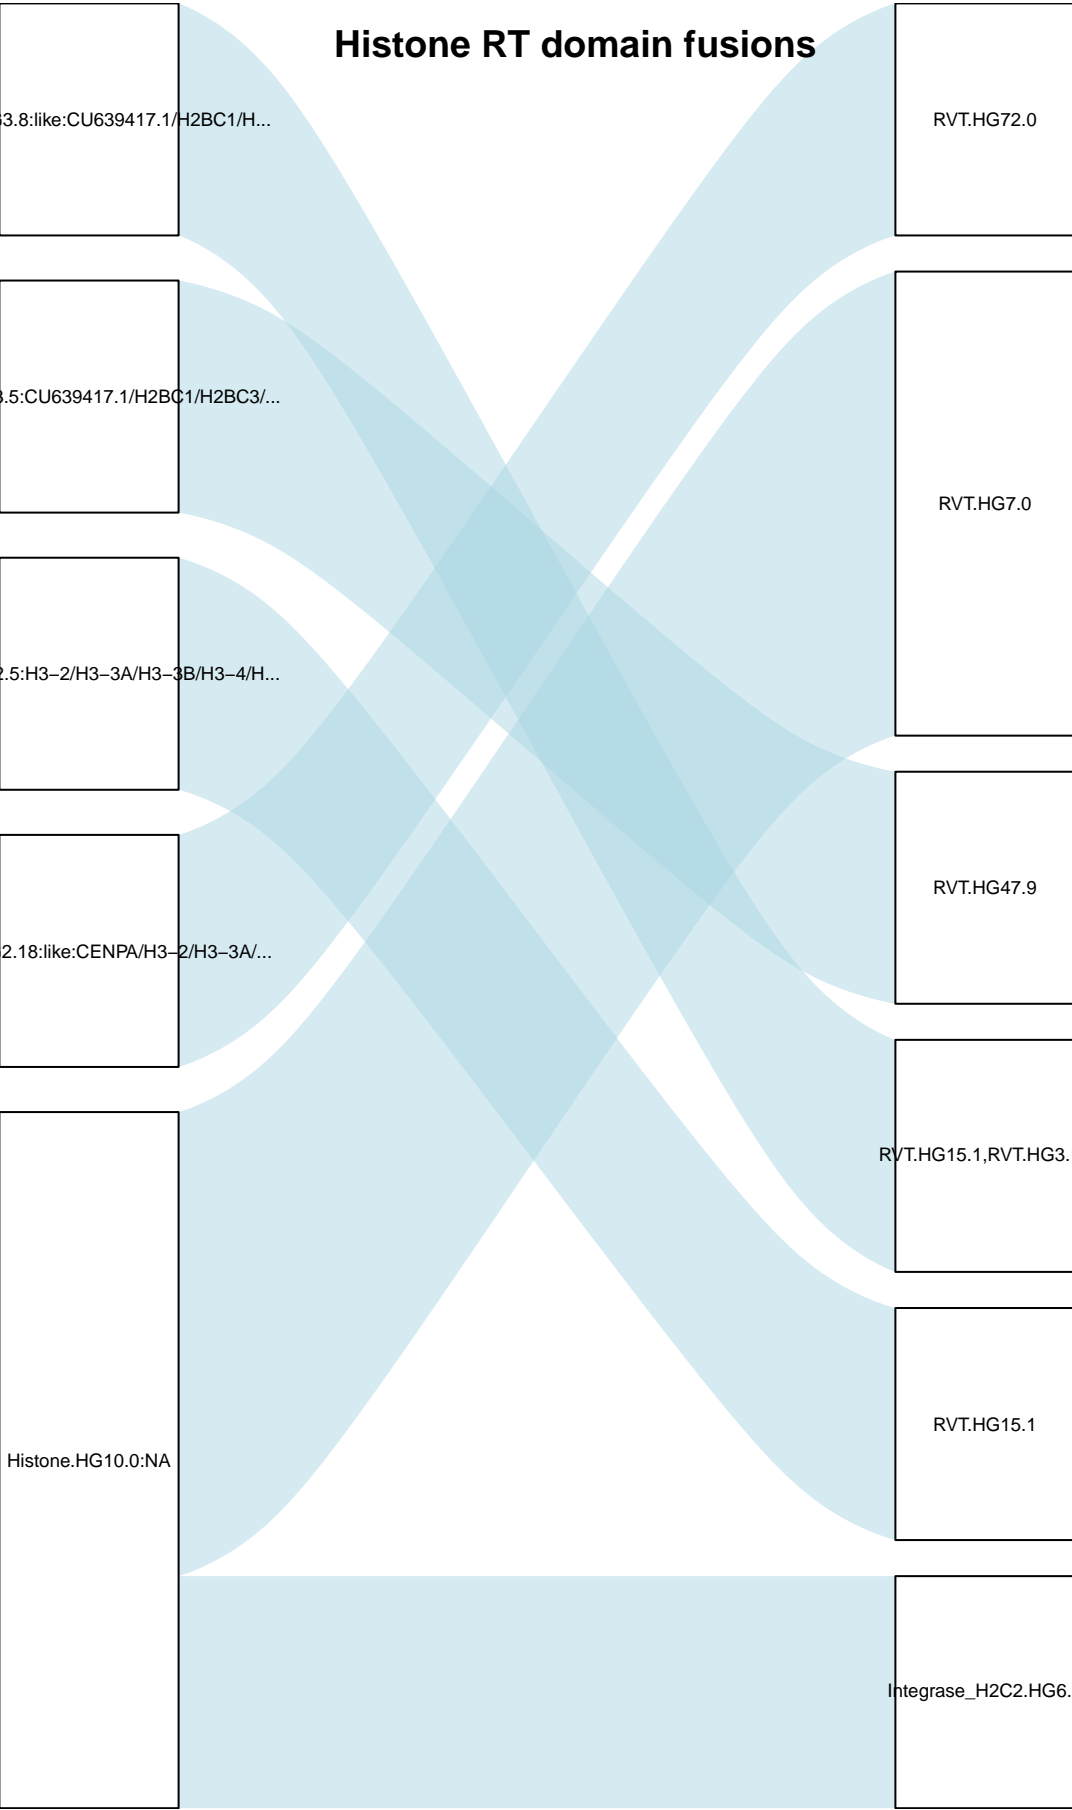 Histone RT domain fusions
3.8:like:CU639417.1/H2BC1/H...
RVT.HG72.0
.5:CU639417.1/H2BC1/H2BC3/...
RVT.HG7.0
2.5:H3−2/H3−3A/H3−3B/H3−4/H...
RVT.HG47.9
2.18:like:CENPA/H3−2/H3−3A/...
RVT.HG15.1,RVT.HG3.
RVT.HG15.1
Histone.HG10.0:NA
Integrase_H2C2.HG6.